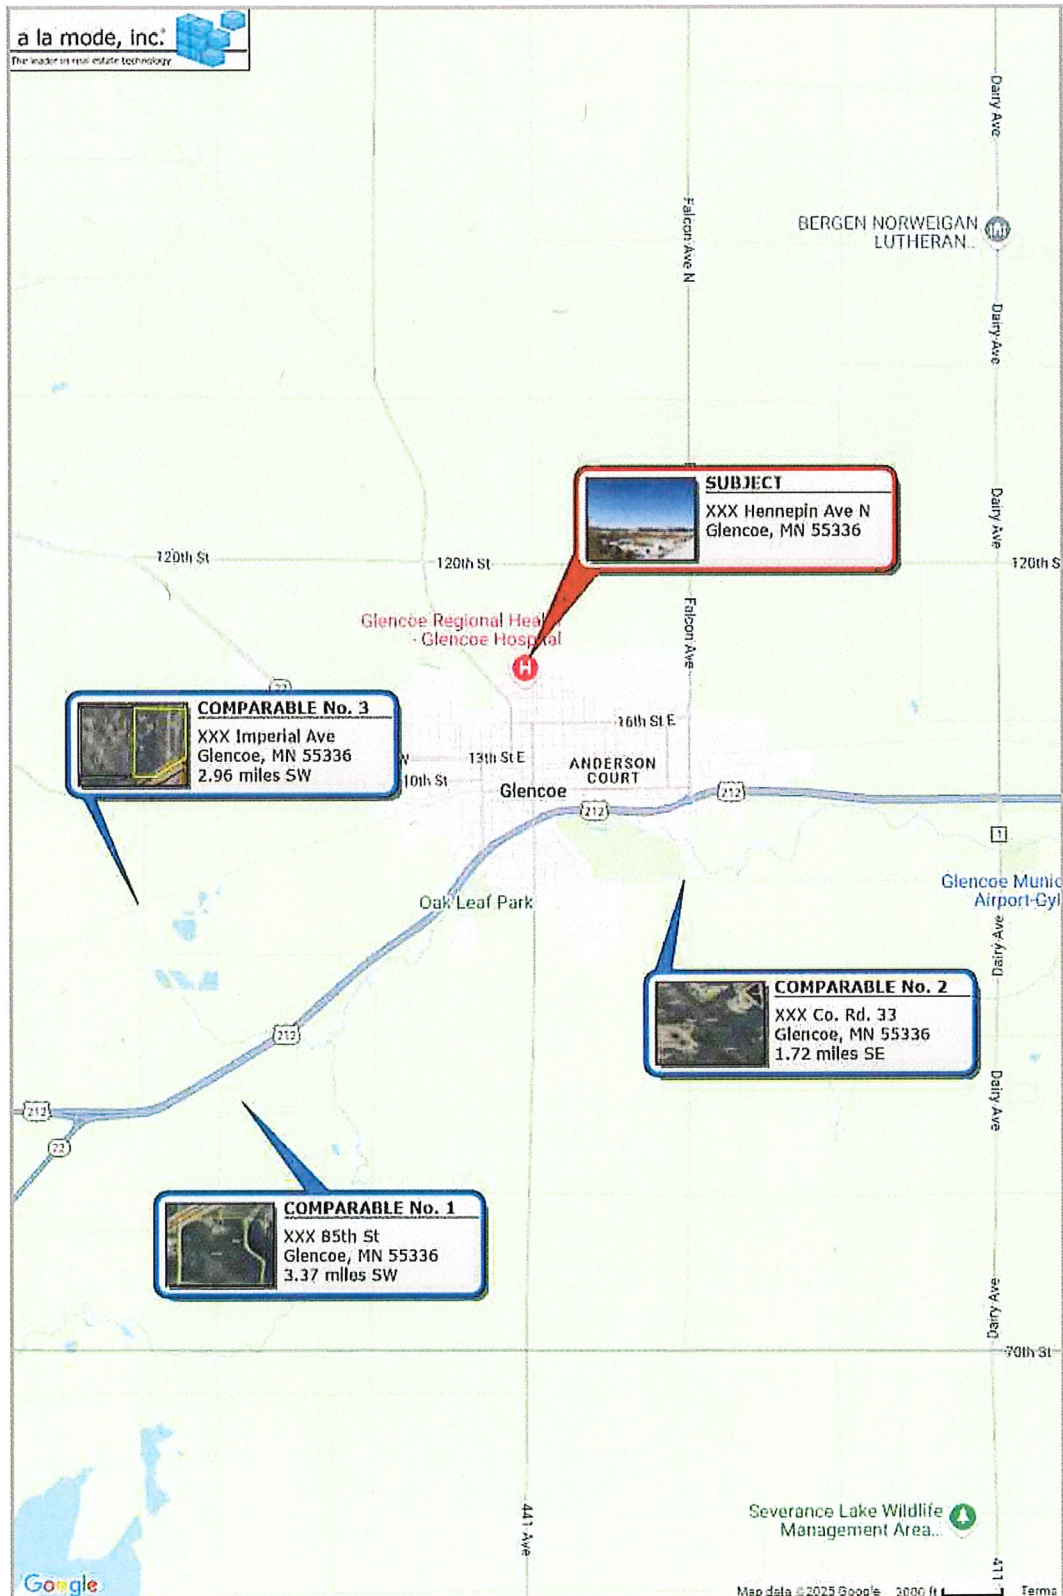 a la mode, inc.
The leader in real estate technology
Dairy Ave
Falcon Ave N
BERGEN NORWEIGAN
LUTHERAN...
Dairy Ave
SUBJECT
XXX Hennepin Ave N
Glencoe, MN 55336
Dairy Ave
120th St
120th St
120th S
Falcon Ave
Glencoe Regional Heal
- Glencoe Hospital
H
22
COMPARABLE No. 3
XXX Imperial Ave
Glencoe, MN 55336
2.96 miles SW
16th St E
13th St E
10th St
ANDERSON
COURT
Glencoe
212
212
1
Glencoe Munic
Airport-Gyl
Oak Leaf Park
Dairy Ave
COMPARABLE No. 2
XXX Co. Rd. 33
Glencoe, MN 55336
1.72 miles SE
212
Dairy Ave
212
22
COMPARABLE No. 1
XXX 85th St
Glencoe, MN 55336
3.37 miles SW
Dairy Ave
70th St
441 Ave
Severance Lake Wildlife
Management Area...
411
Google
Map data ©2025 Google
2000 ft
Terms